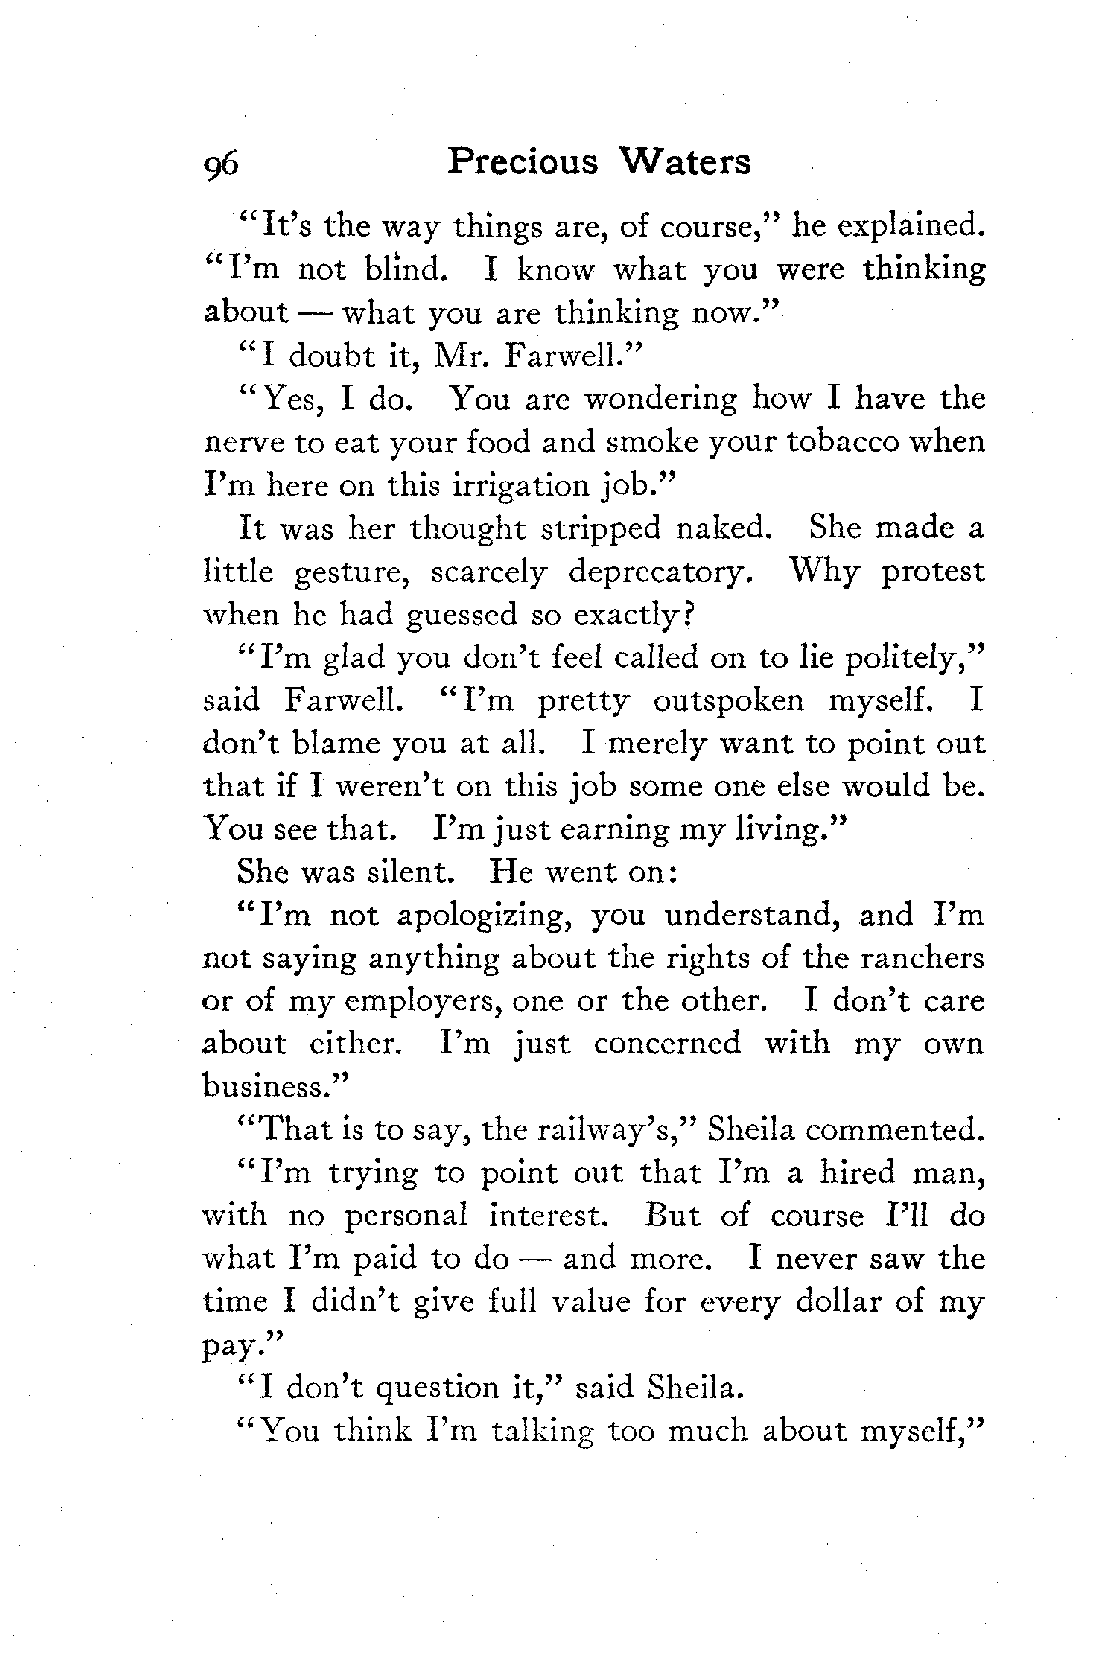 96 Precious Waters
“It’s the way things are, of course,” he explained.
“I’m not blind. I know what you were thinking
about — what you are thinking now.”
“I doubt it, Mr. Farwell.”
“Yes, I do. You are wondering how I have the
nerve to eat your food and smoke your tobacco when
I’m here on this irrigation job.”
It was her thought stripped naked. She made a
little gesture, scarcely deprecatory. Why protest
when he had guessed so exactly?
“I’m glad you don’t feel called on to lie politely,”
said Farwell. “I’m pretty outspoken myself. I
don’t blame you at all. I merely want to point out
that if I weren’t on this job some one else would be.
You see that. I’m just earning my living.”
She was silent. He went on:
“I’m not apologizing, you understand, and I’m
not saying anything about the rights of the ranchers
or of my employers, one or the other. I don’t care
about either. I’m just concerned with my own
business.”
“That is to say, the railway’s,” Sheila commented.
“I’m trying to point out that I’m a hired man,
with no personal interest. But of course I’ll do
what I’m paid to do — and more. I never saw the
time I didn’t give full value for every dollar of my
pay.”
“I don’t question it,” said Sheila.
“You think I’m talking too much about myself,”